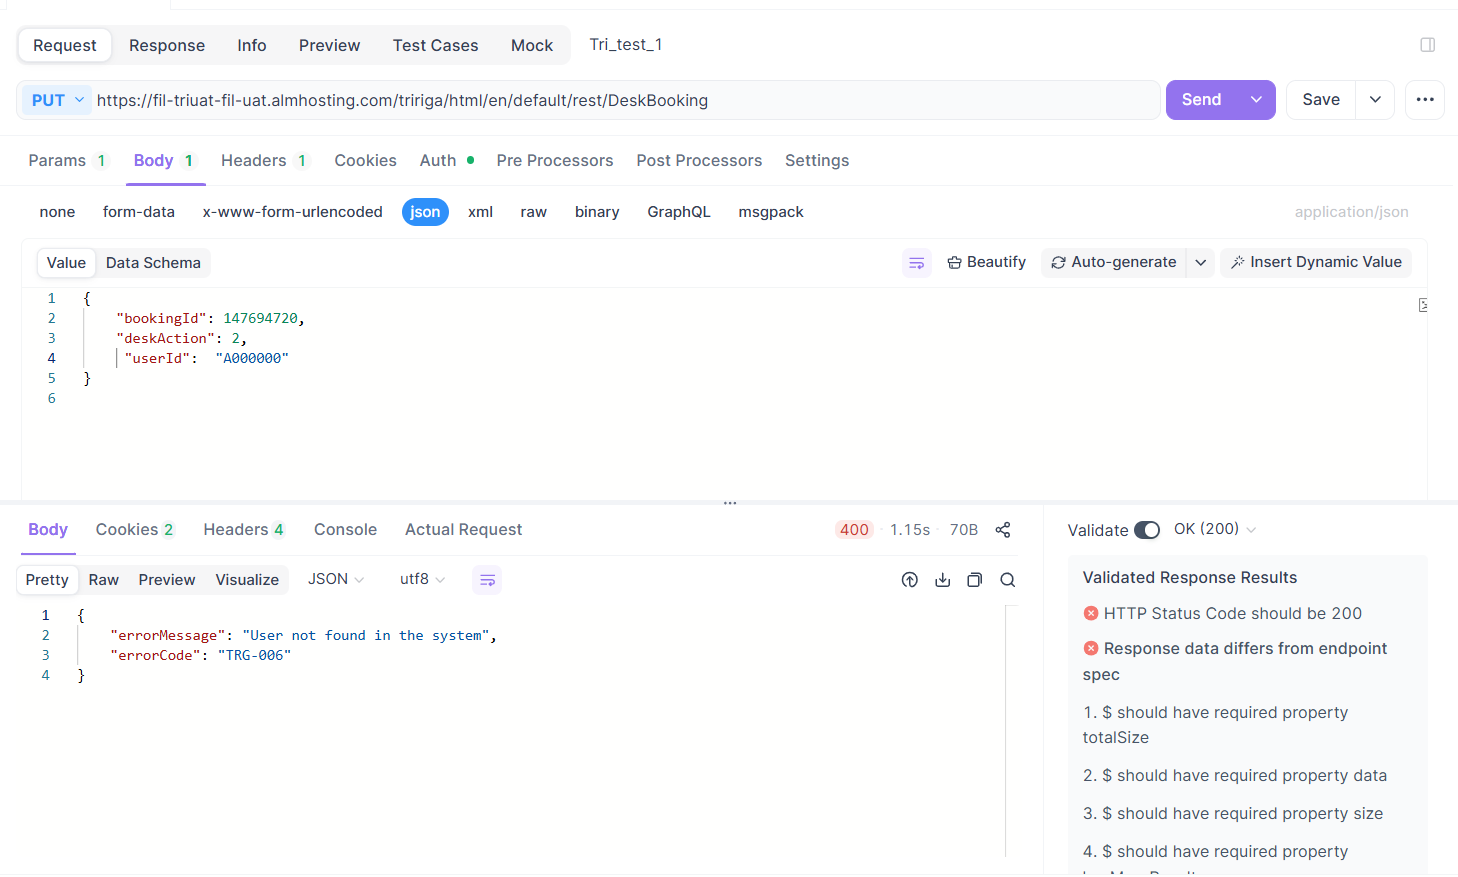 Request Response Info Preview Test Cases Mock Tri_test_1
PUT https://fil-triuat-fil-uat.almhosting.com/tririga/html/en/default/rest/DeskBooking Send Save
Params 1 Body 1 Headers 1 Cookies Auth Pre Processors Post Processors Settings
none form-data x-www-form-urlencoded json xml raw binary GraphQL msgpack application/json
Value Data Schema Beautify Auto-generate Insert Dynamic Value
1 {
2 "bookingId": 147694720,
3 "deskAction": 2,
4 "userId": "A000000"
5 }
6
Body Cookies 2 Headers 4 Console Actual Request 400 · 1.15s · 70B
Pretty Raw Preview Visualize JSON utf8
1 {
2 "errorMessage": "User not found in the system",
3 "errorCode": "TRG-006"
4 }
Validate OK (200)
Validated Response Results
HTTP Status Code should be 200
Response data differs from endpoint
spec
1. $ should have required property
totalSize
2. $ should have required property data
3. $ should have required property size
4. $ should have required property